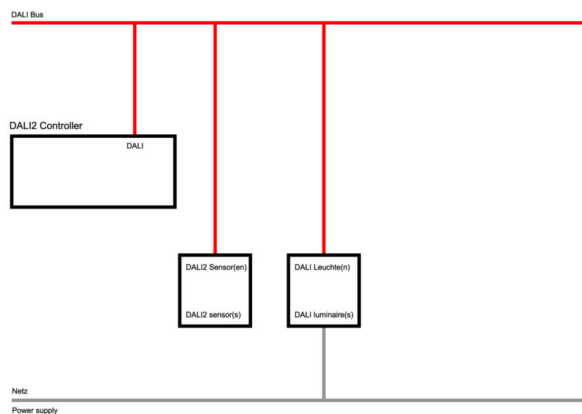 DALI Bus
DALI2 Controller
DALI
DALI2 Sensor(en)
DALI2 sensor(s)
DALI Leuchte(n)
DALI luminaire(s)
Netz
Power supply